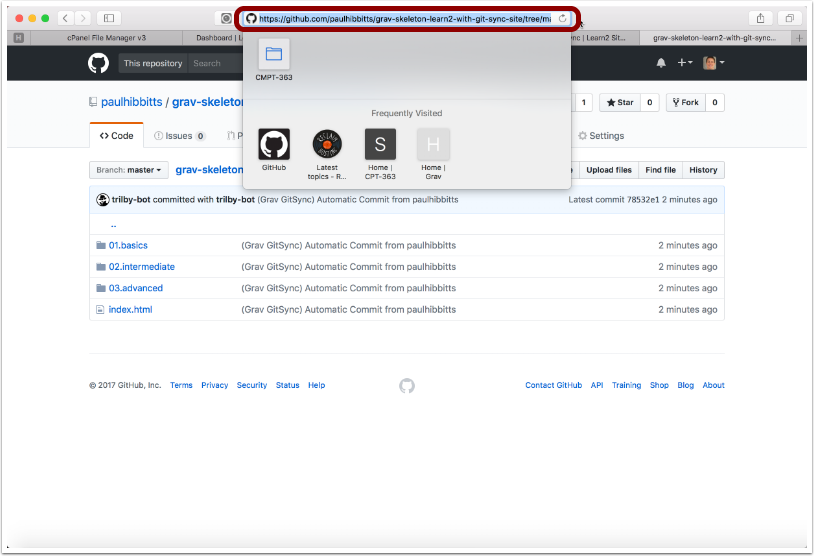 https://github.com/paulhibbitts/grav-skeleton-learn2-with-git-sync-site/tree/m
H cPanel File Manager v3 Dashboard | L ync | Learn2 Sit... grav-skeleton-learn2-with-git-sync...
This repository Search
CMPT-363
paulhibbitts / grav-skeleton
1 Star 0 Fork 0
Frequently Visited
Code Issues 0 P Settings
S H
GitHub Latest topics - R... Home | CPT-363 Home | Grav
Branch: master grav-skeleton Upload files Find file History
trilby-bot committed with trilby-bot (Grav GitSync) Automatic Commit from paulhibbitts Latest commit 78532e1 2 minutes ago
..
01.basics (Grav GitSync) Automatic Commit from paulhibbitts 2 minutes ago
02.intermediate (Grav GitSync) Automatic Commit from paulhibbitts 2 minutes ago
03.advanced (Grav GitSync) Automatic Commit from paulhibbitts 2 minutes ago
index.html (Grav GitSync) Automatic Commit from paulhibbitts 2 minutes ago
© 2017 GitHub, Inc. Terms Privacy Security Status Help Contact GitHub API Training Shop Blog About